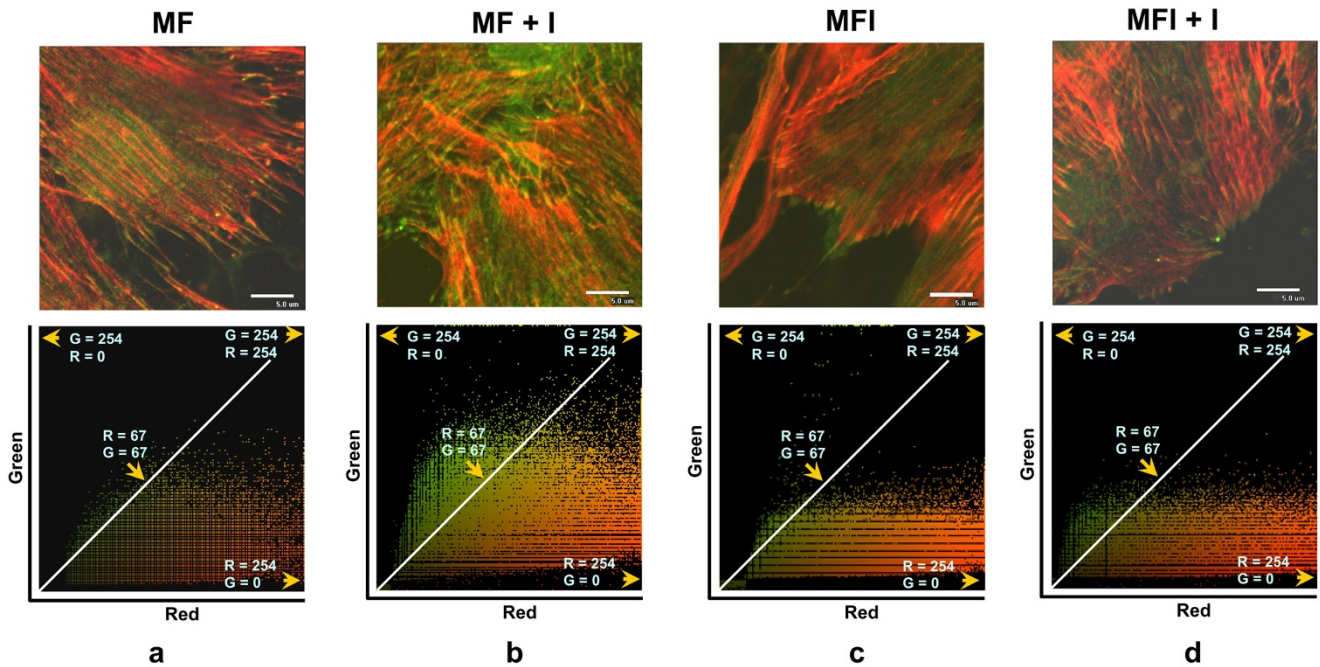 MF
MF + I
MFI
MFI + I
5.0 um
5.0 um
5.0 um
5.0 um
G = 254
R = 0
G = 254
R = 254
R = 67
G = 67
R = 254
G = 0
Green
Red
G = 254
R = 0
G = 254
R = 254
R = 67
G = 67
R = 254
G = 0
Green
Red
G = 254
R = 0
G = 254
R = 254
R = 67
G = 67
R = 254
G = 0
Green
Red
G = 254
R = 0
G = 254
R = 254
R = 67
G = 67
R = 254
G = 0
Green
Red
a
b
c
d